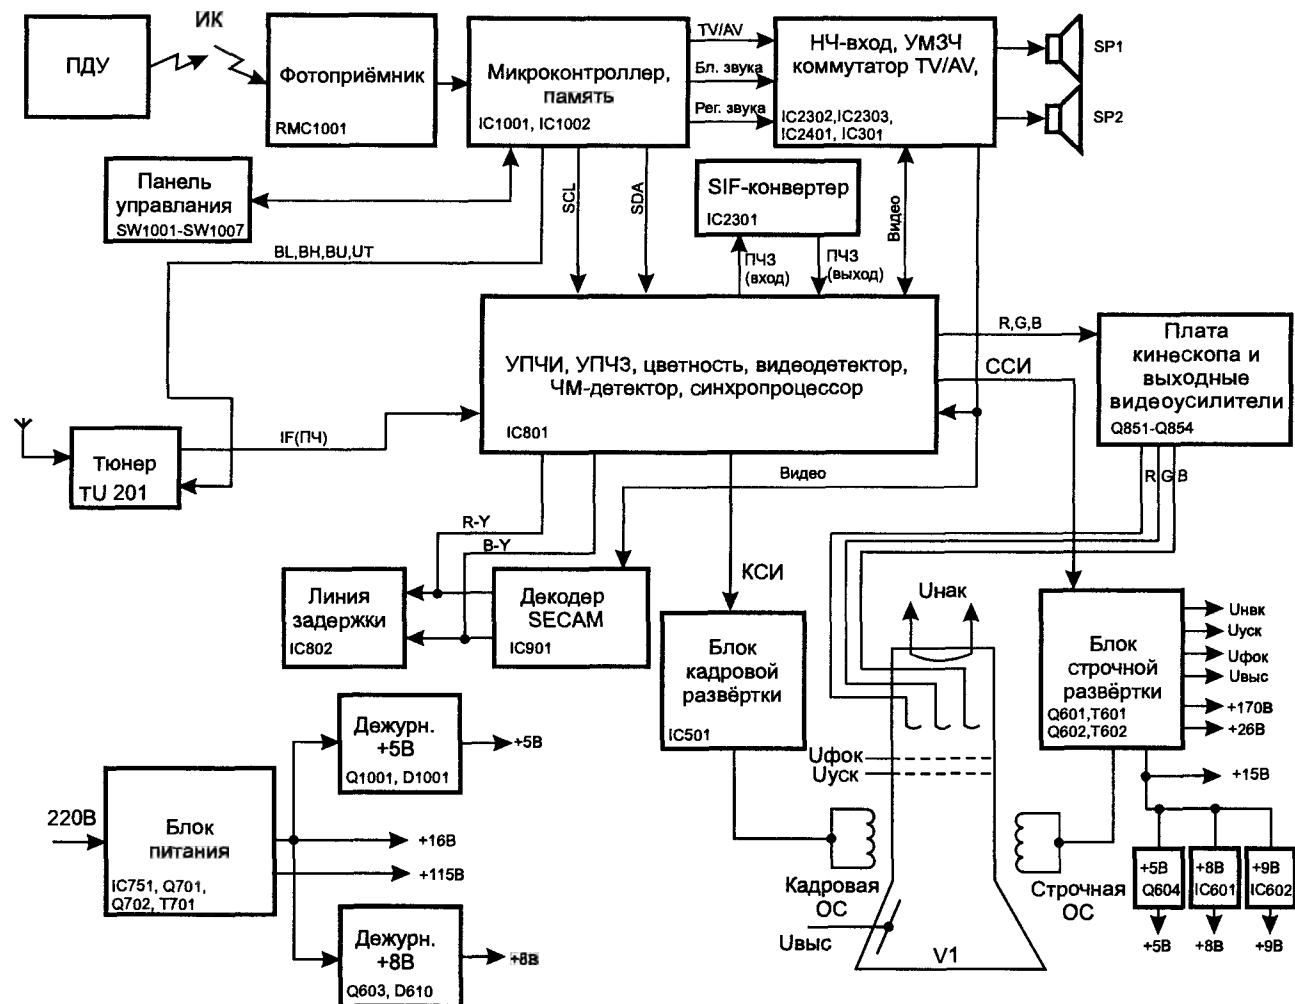 ПДУ
ИК
Фотоприёмник
RMC1001
Микроконтроллер,
память
IC1001, IC1002
TV/AV
Бл. звука
Рег. звука
НЧ-вход, УМЗЧ
коммутатор TV/AV,
IC2302,IC2303,
IC2401, IC301
SP1
SP2
Панель
управлания
SW1001-SW1007
SCL
SDA
SIF-конвертер
IC2301
Видео
BL,BH,BU,UT
ПЧЗ
(вход)
ПЧЗ
(выход)
УПЧИ, УПЧЗ, цветность, видеодетектор,
ЧМ-детектор, синхропроцессор
IC801
R,G,B
ССИ
Плата
кинескопа и
выходные
видеоусилители
Q851-Q854
Тюнер
TU 201
IF(ПЧ)
Видео
R G B
R-Y
B-Y
КСИ
Линия
задержки
IC802
Декодер
SECAM
IC901
Uнак
Блок
кадровой
развёртки
IC501
Блок
строчной
развёртки
Q601,T601
Q602,T602
Uнвк
Uуск
Uфок
Uвыс
+170В
+26В
+15В
Дежурн.
+5В
Q1001, D1001
+5В
Uфок
Uуск
220В
Блок
питания
IC751, Q701,
Q702, T701
+16В
+115В
Кадровая
ОС
Строчная
ОС
+5В
Q604
+8В
IC601
+9В
IC602
+5В
+8В
+9В
Дежурн.
+8В
Q603, D610
+8В
Uвыс
V1